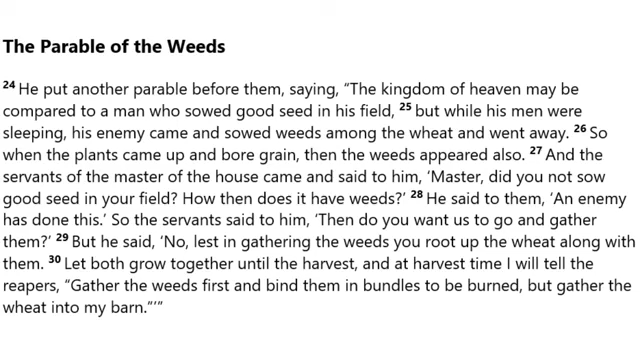 The Parable of the Weeds
24 He put another parable before them, saying, “The kingdom of heaven may be
compared to a man who sowed good seed in his field, 25 but while his men were
sleeping, his enemy came and sowed weeds among the wheat and went away. 26 So
when the plants came up and bore grain, then the weeds appeared also. 27 And the
servants of the master of the house came and said to him, ‘Master, did you not sow
good seed in your field? How then does it have weeds?’ 28 He said to them, ‘An enemy
has done this.’ So the servants said to him, ‘Then do you want us to go and gather
them?’ 29 But he said, ‘No, lest in gathering the weeds you root up the wheat along with
them. 30 Let both grow together until the harvest, and at harvest time I will tell the
reapers, “Gather the weeds first and bind them in bundles to be burned, but gather the
wheat into my barn.”’”